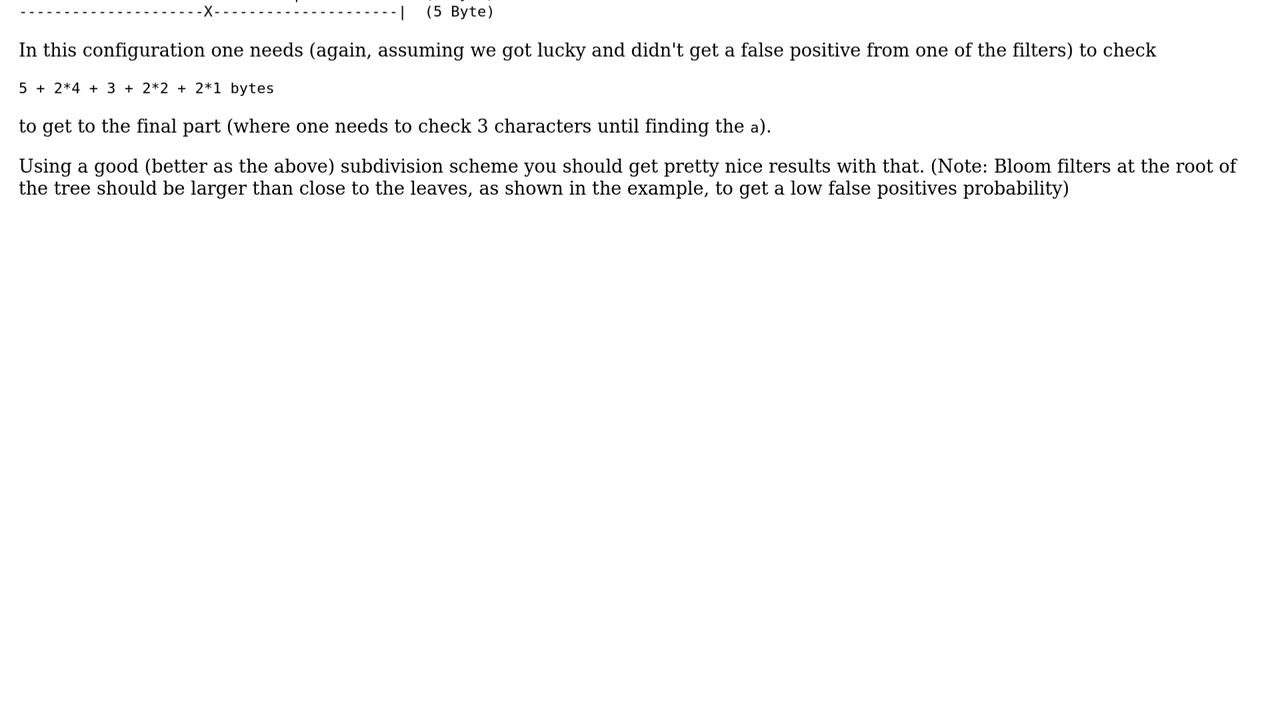 ---------------------X---------------------|  (5 Byte)
In this configuration one needs (again, assuming we got lucky and didn't get a false positive from one of the filters) to check
5 + 2*4 + 3 + 2*2 + 2*1 bytes
to get to the final part (where one needs to check 3 characters until finding the a).
Using a good (better as the above) subdivision scheme you should get pretty nice results with that. (Note: Bloom filters at the root of
the tree should be larger than close to the leaves, as shown in the example, to get a low false positives probability)